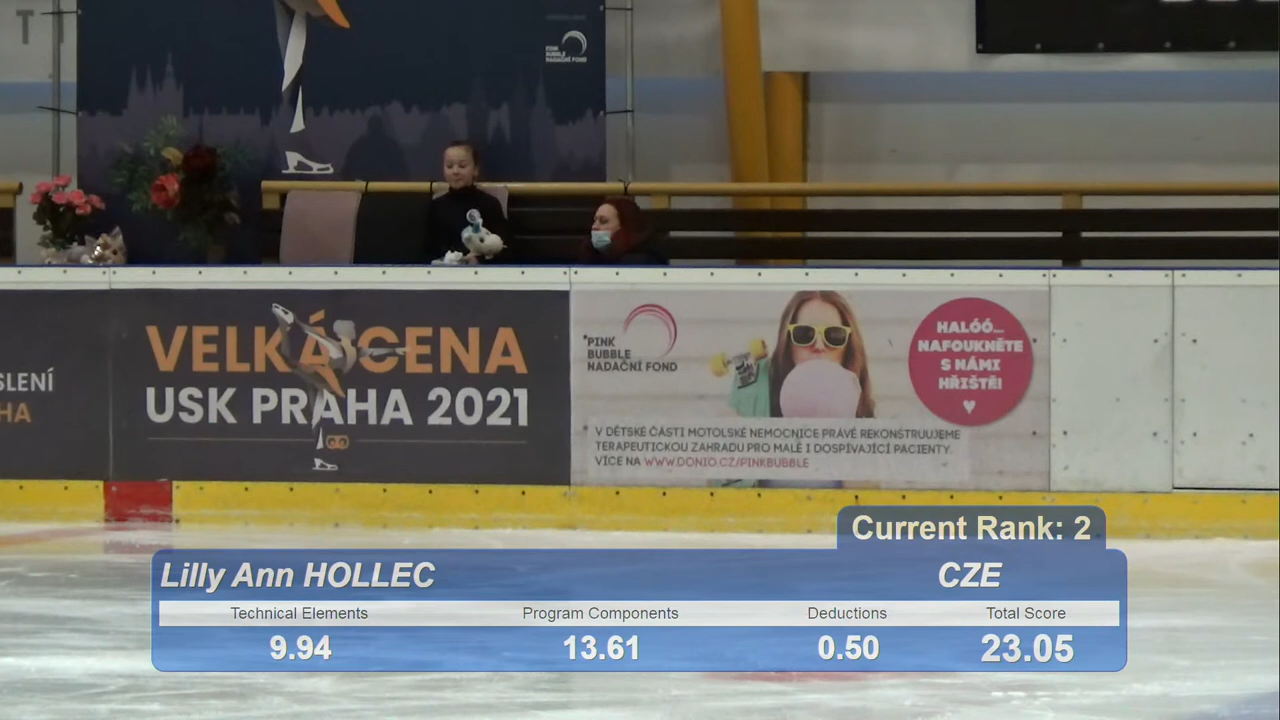 PINK
BUBBLE
NADAČNÍ FOND
SLENÍ
HA
VELKÁ CENA
USK PRAHA 2021
PINK
BUBBLE
NADAČNÍ FOND
HALÓÓ...
NAFOUKNĚTE
S NÁMI
HŘIŠTĚ!
V DĚTSKÉ ČÁSTI MOTOLSKÉ NEMOCNICE PRÁVĚ REKONSTRUUJEME
TERAPEUTICKOU ZAHRADU PRO MALÉ I DOSPÍVAJÍCÍ PACIENTY.
VÍCE NA WWW.DONIO.CZ/PINKBUBBLE
Current Rank: 2
Lilly Ann HOLLEC CZE
Technical Elements Program Components Deductions Total Score
9.94 13.61 0.50 23.05